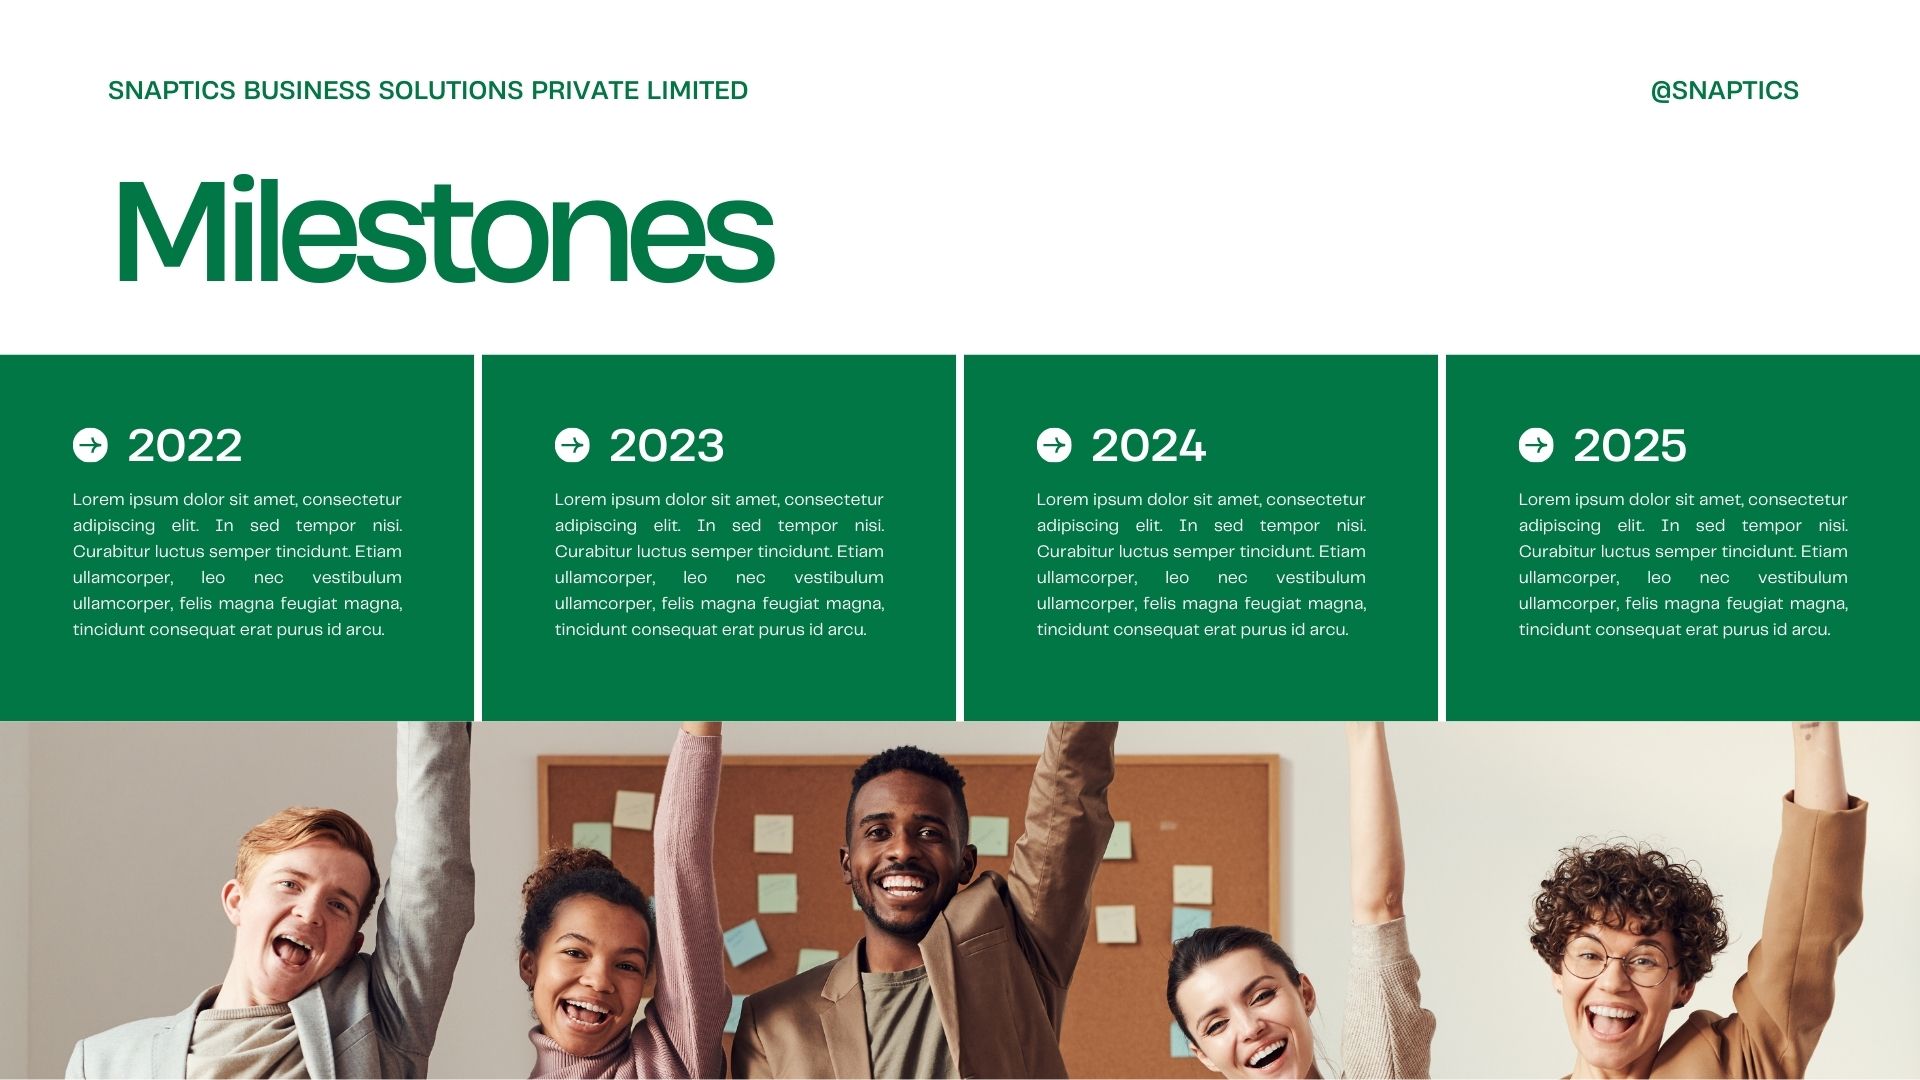 SNAPTICS BUSINESS SOLUTIONS PRIVATE LIMITED
@SNAPTICS
Milestones
2022
Lorem ipsum dolor sit amet, consectetur
adipiscing elit. In sed tempor nisi.
Curabitur luctus semper tincidunt. Etiam
ullamcorper, leo nec vestibulum
ullamcorper, felis magna feugiat magna,
tincidunt consequat erat purus id arcu.
2023
Lorem ipsum dolor sit amet, consectetur
adipiscing elit. In sed tempor nisi.
Curabitur luctus semper tincidunt. Etiam
ullamcorper, leo nec vestibulum
ullamcorper, felis magna feugiat magna,
tincidunt consequat erat purus id arcu.
2024
Lorem ipsum dolor sit amet, consectetur
adipiscing elit. In sed tempor nisi.
Curabitur luctus semper tincidunt. Etiam
ullamcorper, leo nec vestibulum
ullamcorper, felis magna feugiat magna,
tincidunt consequat erat purus id arcu.
2025
Lorem ipsum dolor sit amet, consectetur
adipiscing elit. In sed tempor nisi.
Curabitur luctus semper tincidunt. Etiam
ullamcorper, leo nec vestibulum
ullamcorper, felis magna feugiat magna,
tincidunt consequat erat purus id arcu.